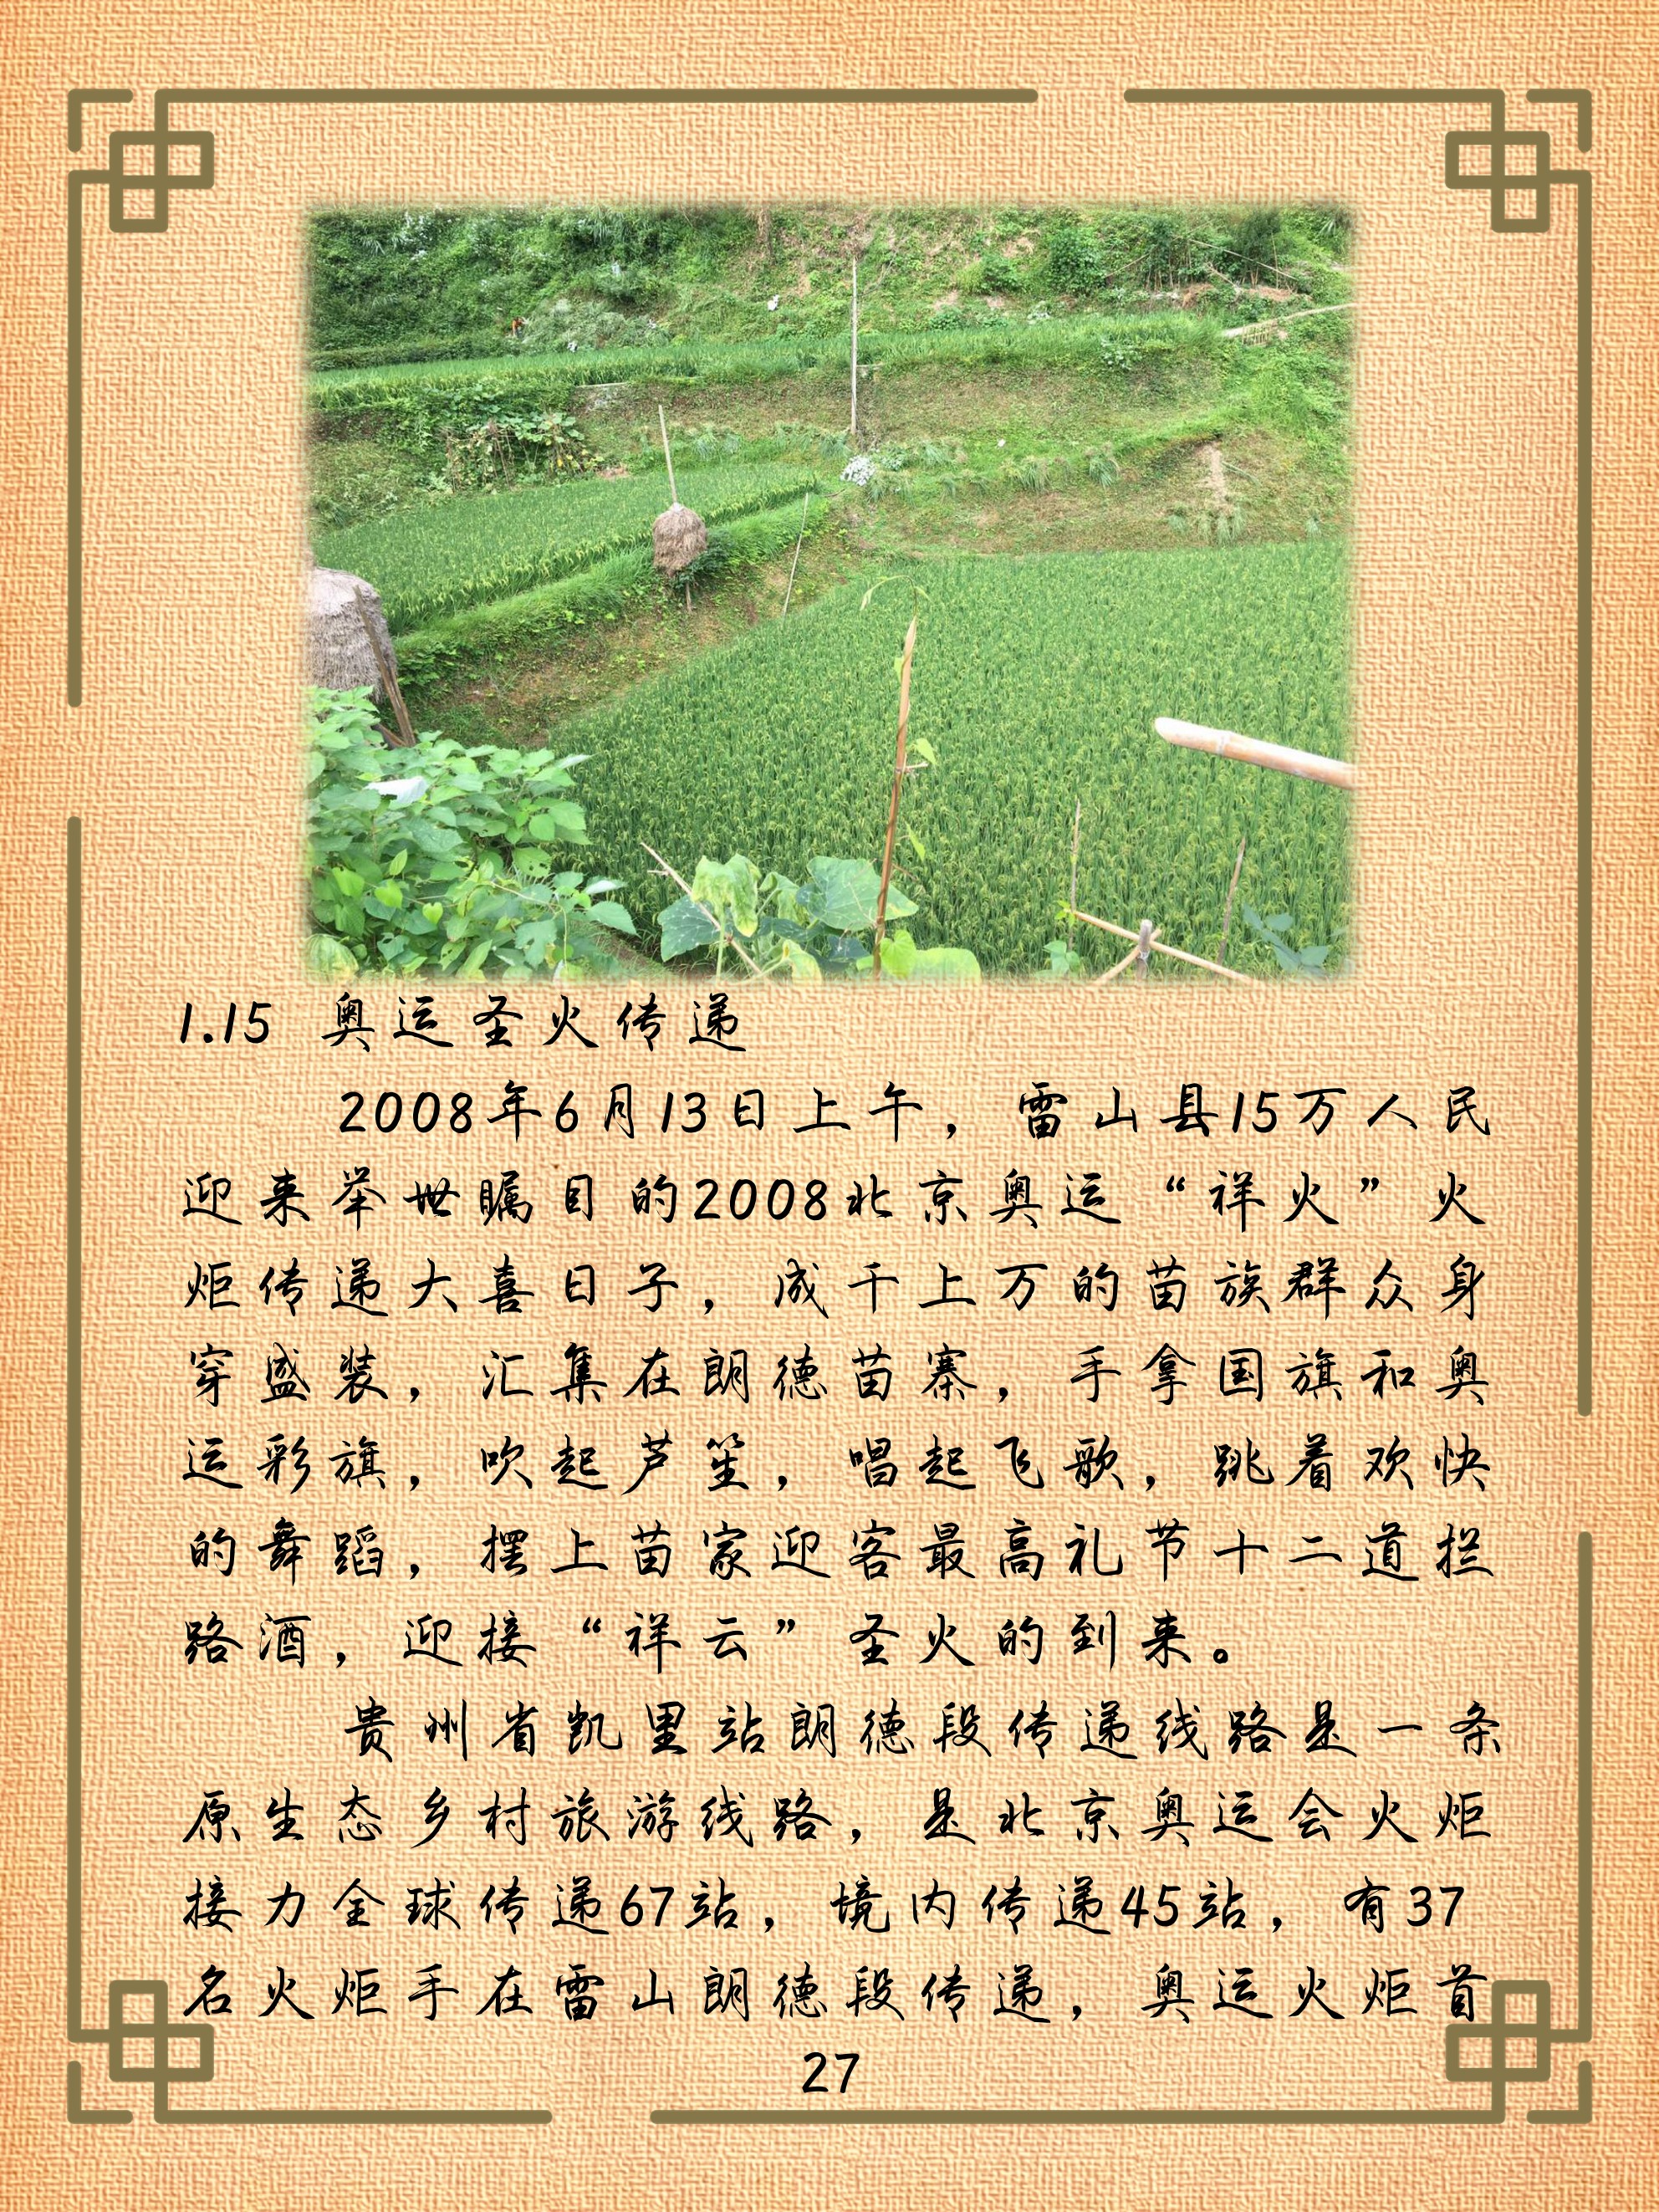 1.15 奥运圣火传递
2008年6月13日上午，雷山县15万人民
迎来举世瞩目的2008北京奥运“祥火”火
炬传递大喜日子，成千上万的苗族群众身
穿盛装，汇集在朗德苗寨，手拿国旗和奥
运彩旗，吹起芦笙，唱起飞歌，跳着欢快
的舞蹈，摆上苗家迎客最高礼节十二道拦
路酒，迎接“祥云”圣火的到来。
贵州省凯里站朗德段传递线路是一条
原生态乡村旅游线路，是北京奥运会火炬
接力全球传递67站，境内传递45站，有37
名火炬手在雷山朗德段传递，奥运火炬首
27